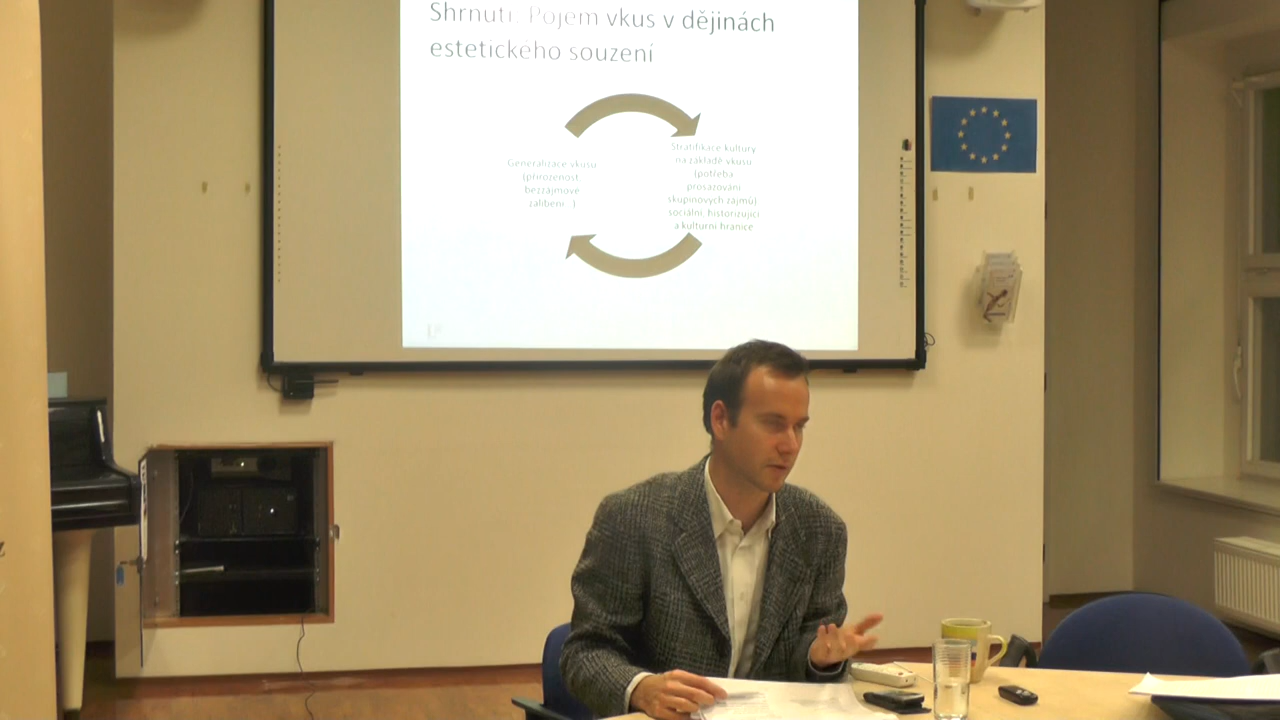 Shrnutí. Pojem vkus v dějinách
estetického souzení
Generalizace vkusu
(přirozenost,
bezzájmové
zalíbení...)
Stratifikace kultury
na základě vkusu
(potřeba
prosazování
skupinových zájmů)
sociální, historizující
a kulturní hranice